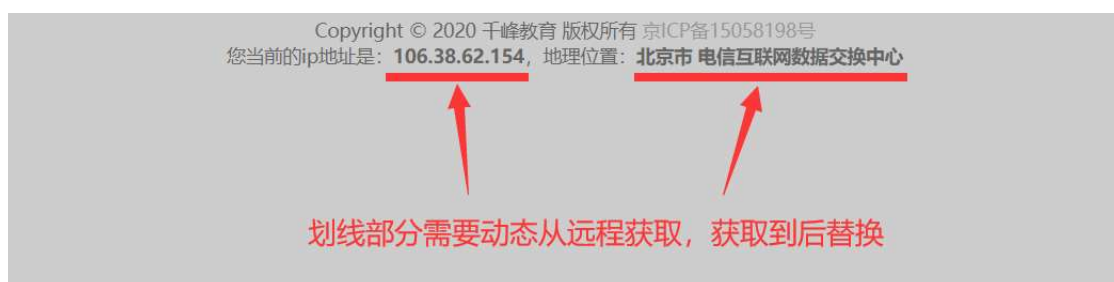 Copyright © 2020 千峰教育 版权所有 京ICP备15058198号
您当前的ip地址是：106.38.62.154，地理位置：北京市 电信互联网数据交换中心
划线部分需要动态从远程获取，获取到后替换